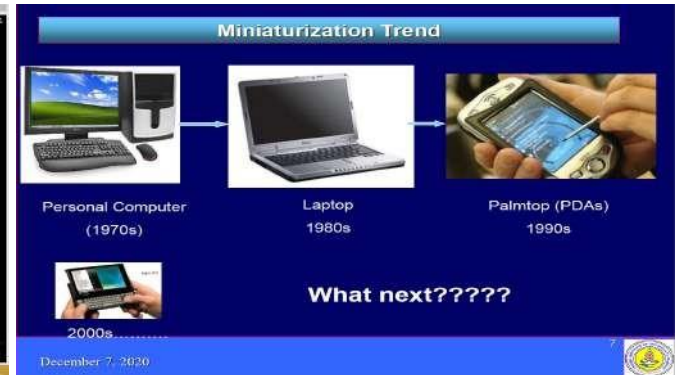 Miniaturization Trend
Personal Computer
(1970s)
Laptop
1980s
Palmtop (PDAs)
1990s
What next?????
2000s..........
December 7, 2020
7